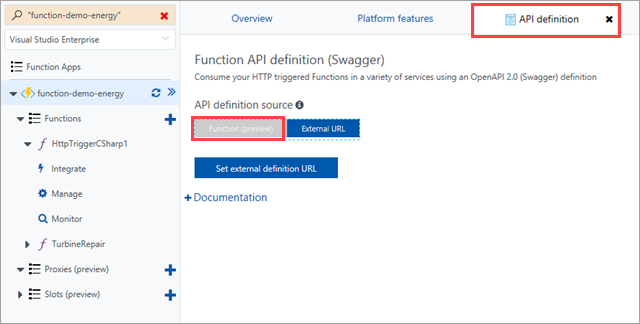 "function-demo-energy"
Visual Studio Enterprise
Function Apps
function-demo-energy
Functions
HttpTriggerCSharp1
Integrate
Manage
Monitor
TurbineRepair
Proxies (preview)
Slots (preview)
Overview
Platform features
API definition
Function API definition (Swagger)
Consume your HTTP triggered Functions in a variety of services using an OpenAPI 2.0 (Swagger) definition
API definition source
Function (preview)
External URL
Set external definition URL
Documentation